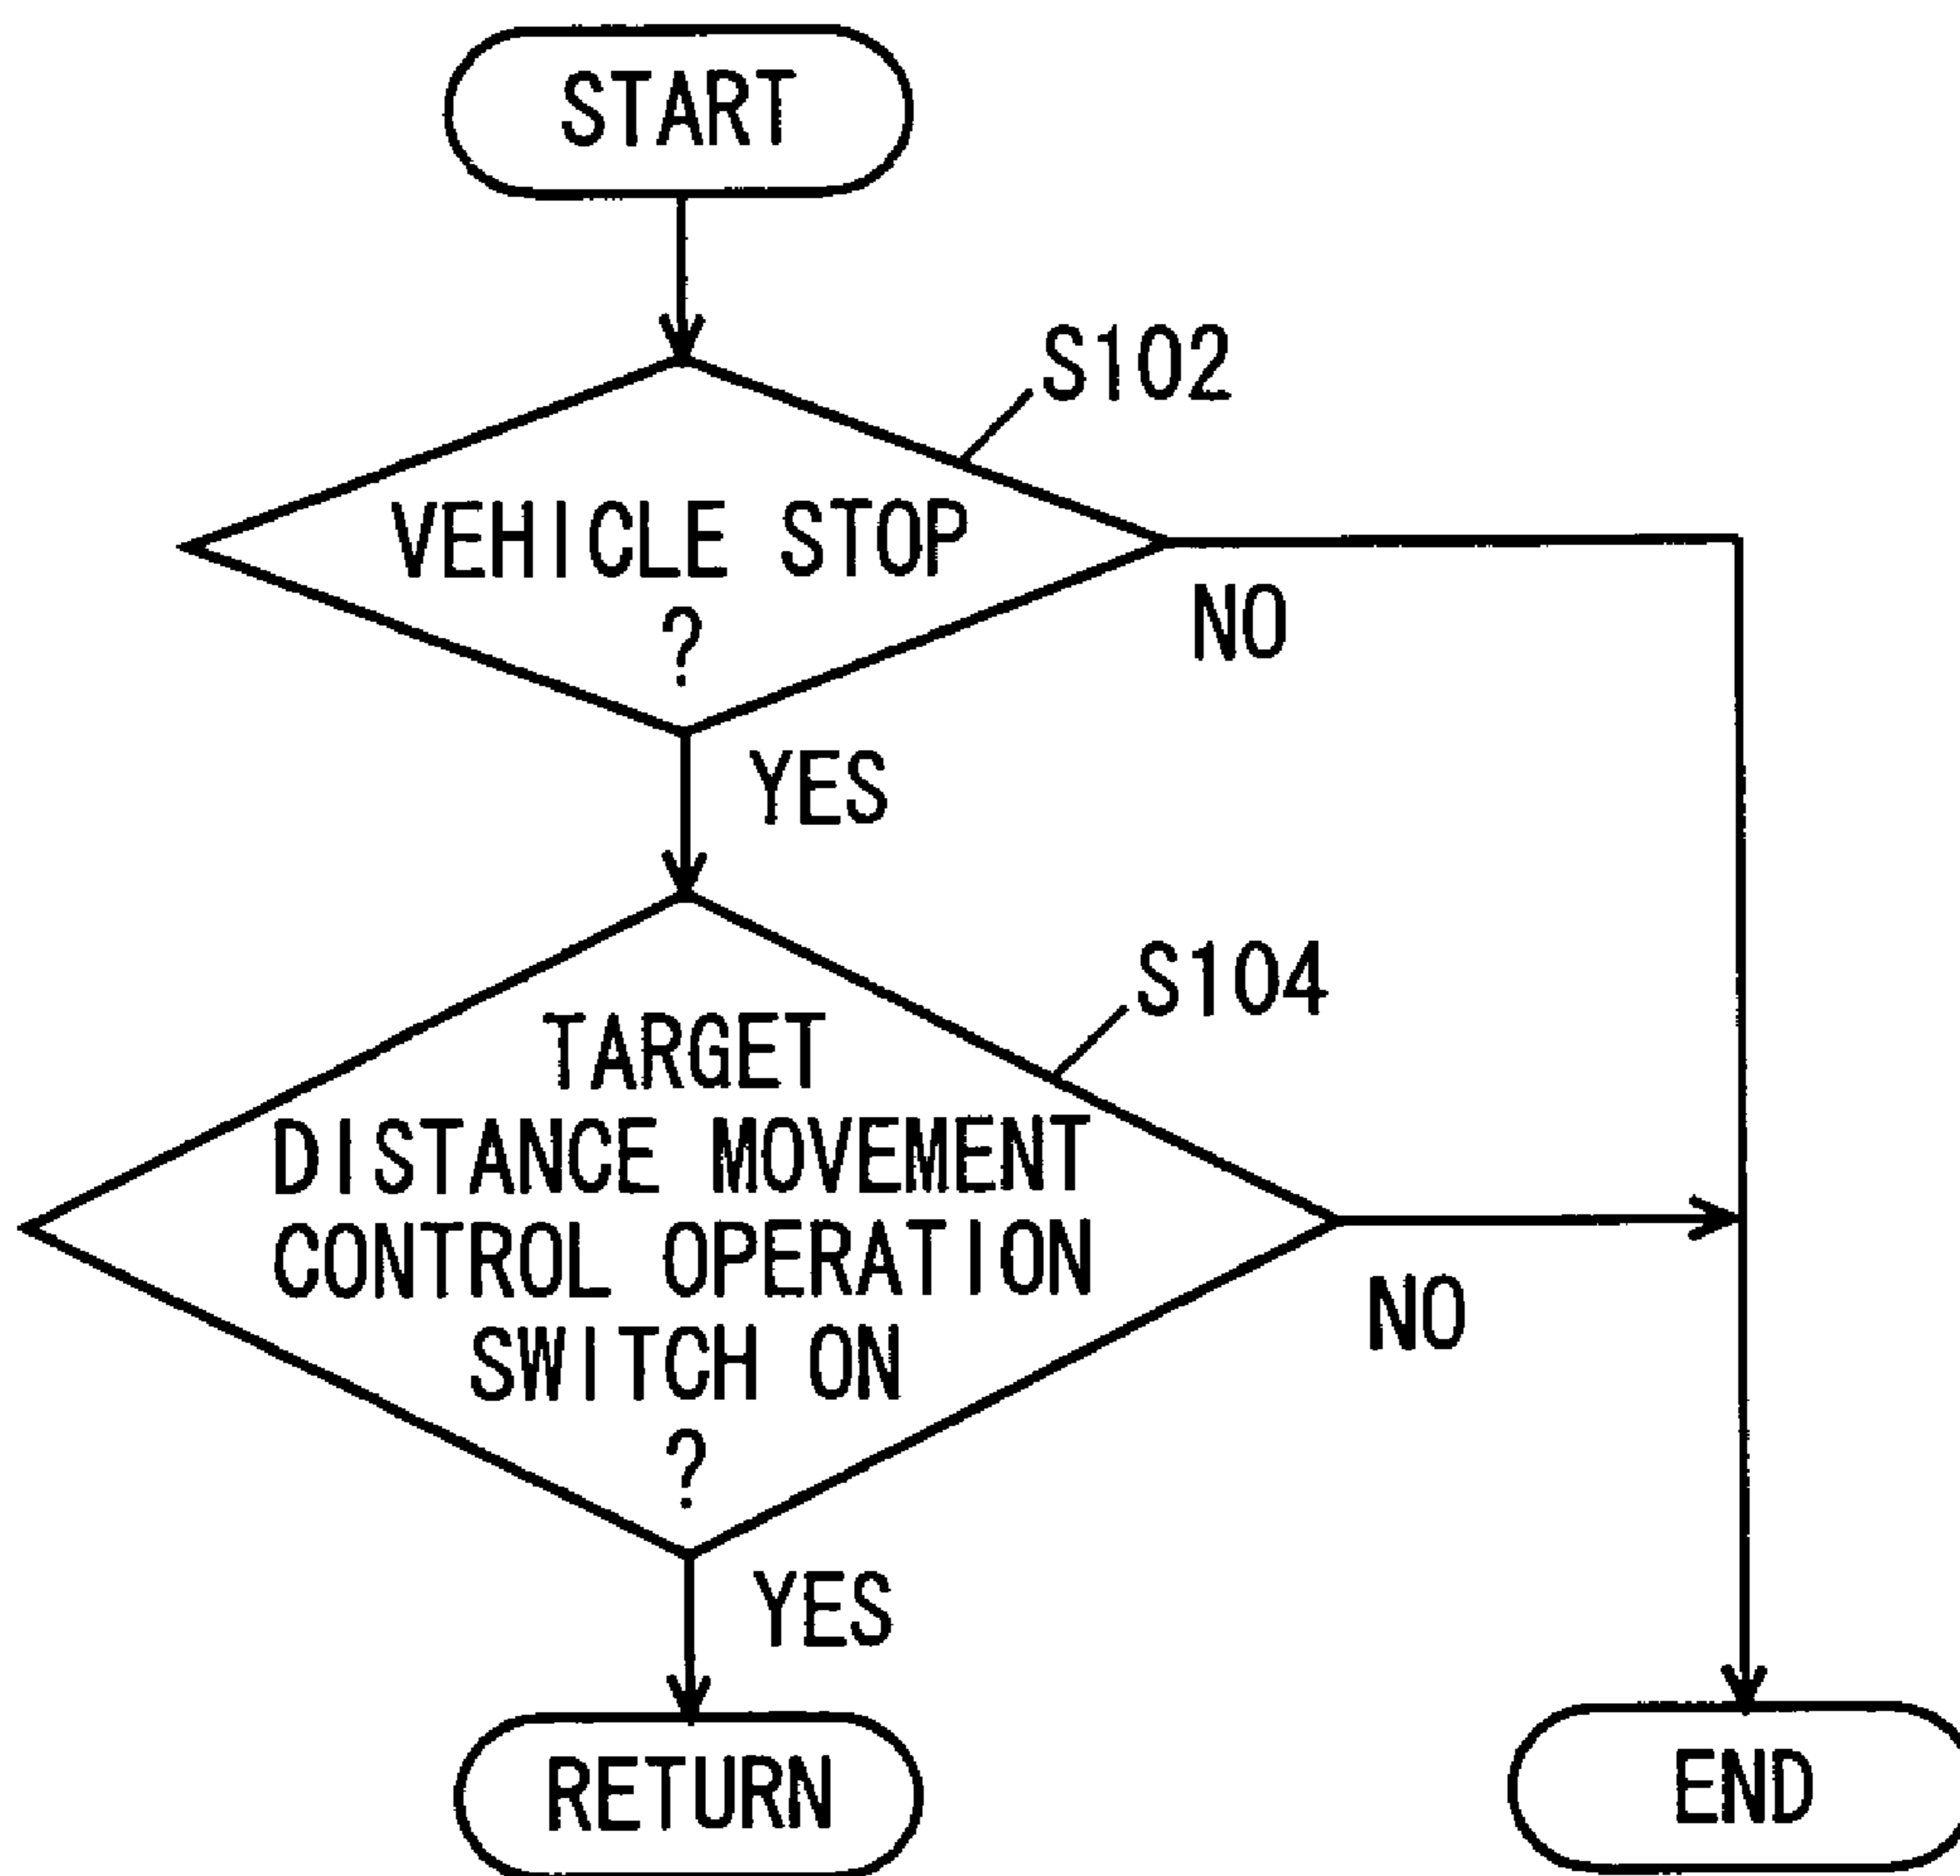 START
S102
VEHICLE STOP
?
NO
YES
S104
TARGET
DISTANCE MOVEMENT
CONTROL OPERATION
SWITCH ON
?
NO
YES
RETURN
END